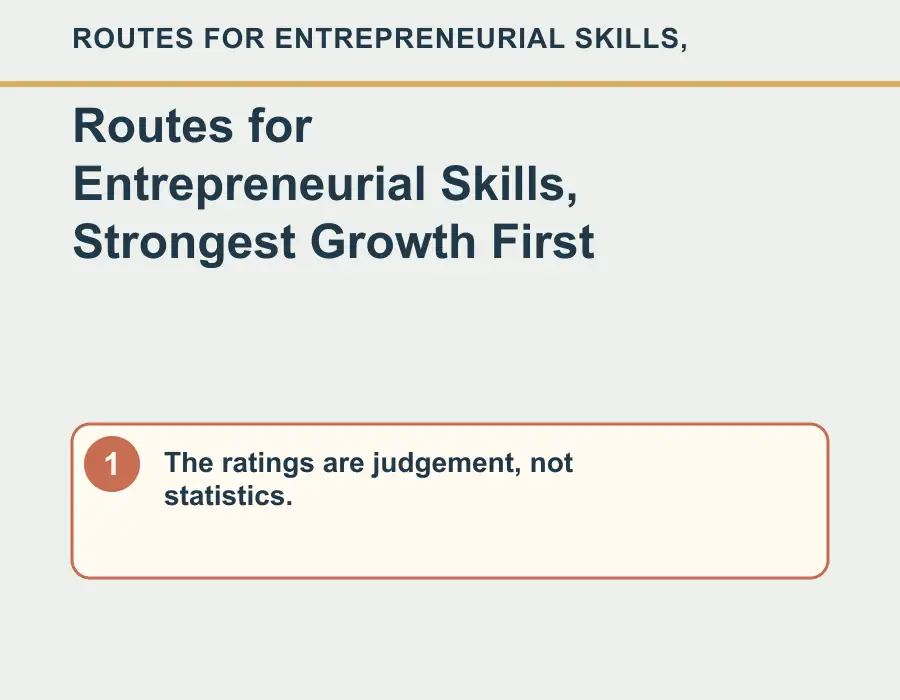 ROUTES FOR ENTREPRENEURIAL SKILLS,
Routes for
Entrepreneurial Skills,
Strongest Growth First
1
The ratings are judgement, not
statistics.